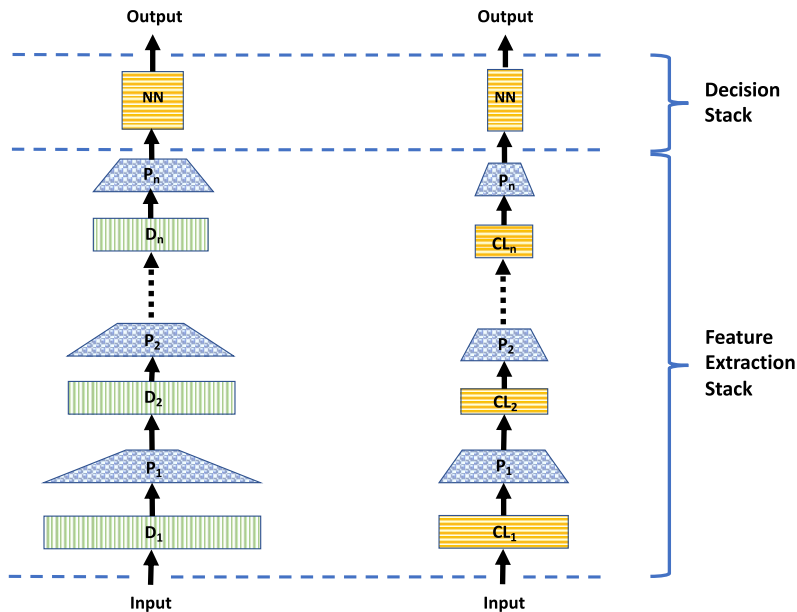 Output Output
NN NN
Decision
Stack
Pₙ Pₙ
Dₙ CLₙ
P₂ P₂
Feature
Extraction
Stack
D₂ CL₂
P₁ P₁
D₁ CL₁
Input Input